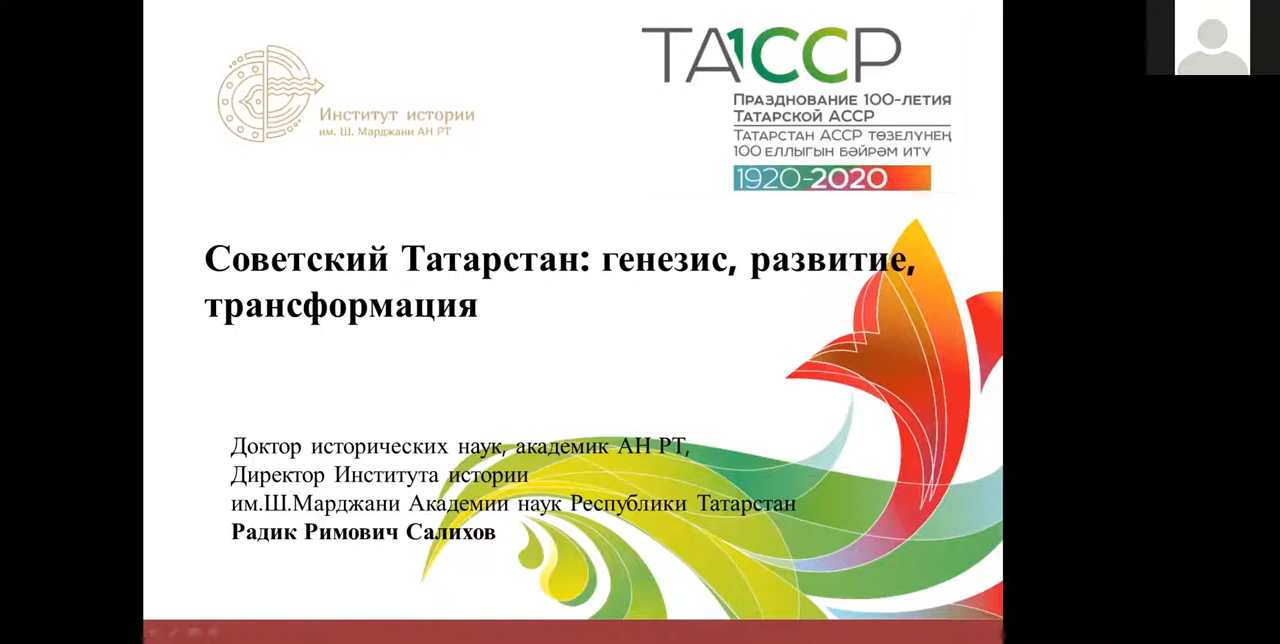 Институт истории
им. Ш. Марджани АН РТ
ТА1ССР
Празднование 100-летия
Татарской АССР
Татарстан АССР төзелүнең
100 еллыгын бәйрәм итү
1920-2020
Советский Татарстан: генезис, развитие,
трансформация
Доктор исторических наук, академик АН РТ,
Директор Института истории
им.Ш.Марджани Академии наук Республики Татарстан
Радик Римович Салихов